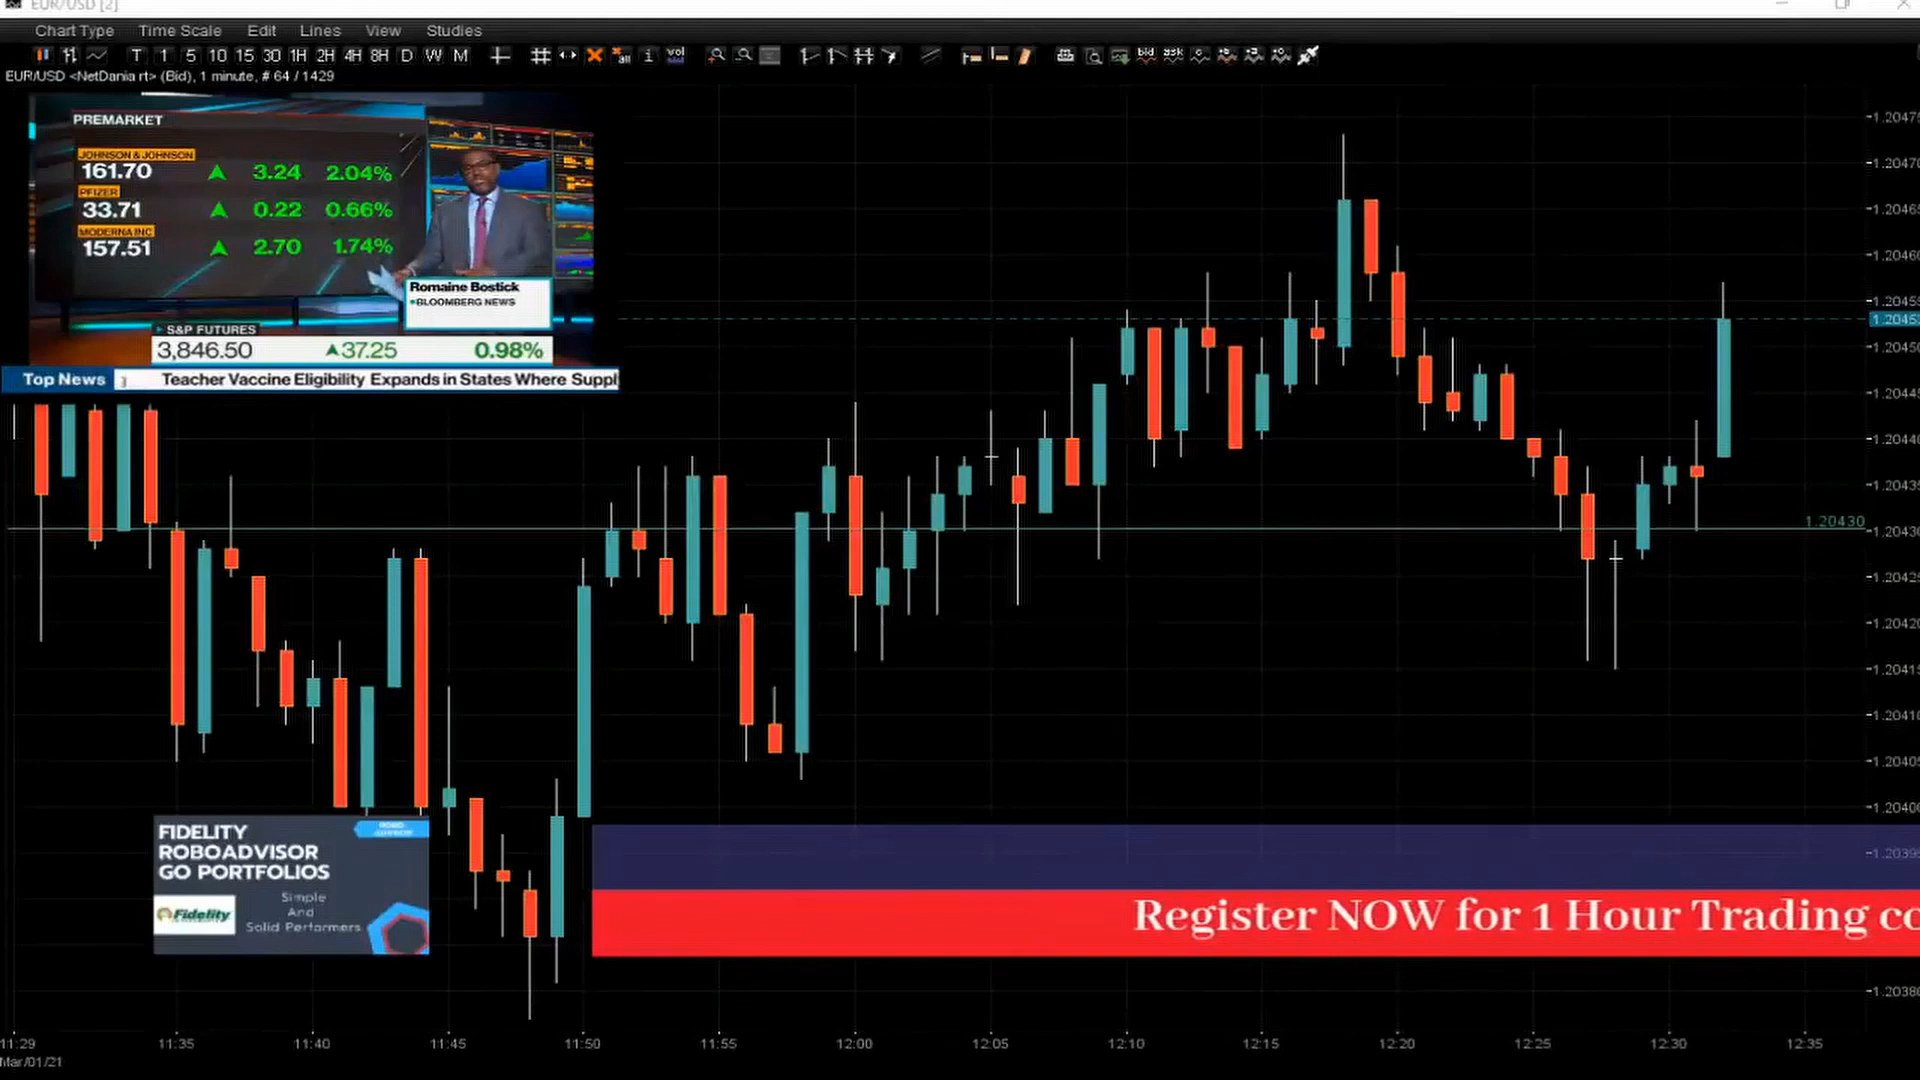 EUR/USD [2]
Chart Type Time Scale Edit Lines View Studies
T 1 5 10 15 30 1H 2H 4H 8H D W M
i all vol bid ask
EUR/USD <NetDania rt> (Bid), 1 minute, # 64 / 1429
PREMARKET
JOHNSON & JOHNSON
161.70 3.24 2.04%
PFIZER
33.71 0.22 0.66%
MODERNA INC
157.51 2.70 1.74%
Romaine Bostick
BLOOMBERG NEWS
S&P FUTURES
3,846.50 37.25 0.98%
Top News Teacher Vaccine Eligibility Expands in States Where Suppl
1.20475
1.20470
1.20465
1.20460
1.20455
1.2045
1.20450
1.20445
1.20440
1.20435
1.20430
1.20430
1.20425
1.20420
1.20415
1.20410
1.20405
1.20400
1.20395
1.20380
FIDELITY
ROBOADVISOR
GO PORTFOLIOS
Fidelity
Simple
And
Solid Performers
Register NOW for 1 Hour Trading co
11:29 11:35 11:40 11:45 11:50 11:55 12:00 12:05 12:10 12:15 12:20 12:25 12:30 12:35
Mar/01/21